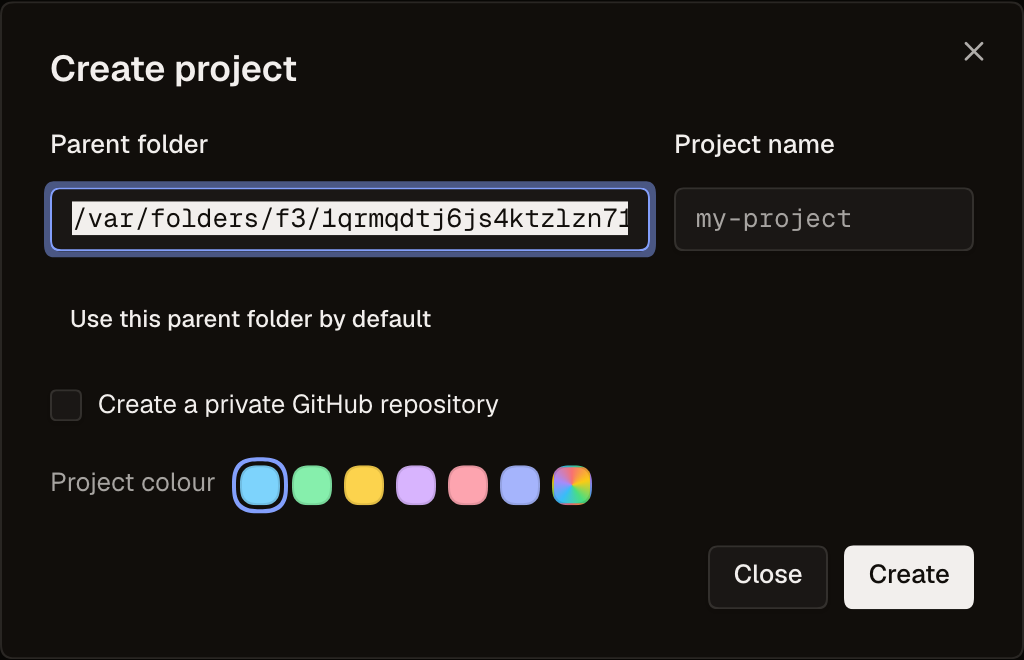 Create project
Parent folder
Project name
/var/folders/f3/1qrmqdtj6js4ktzlzn71
my-project
Use this parent folder by default
Create a private GitHub repository
Project colour
Close
Create